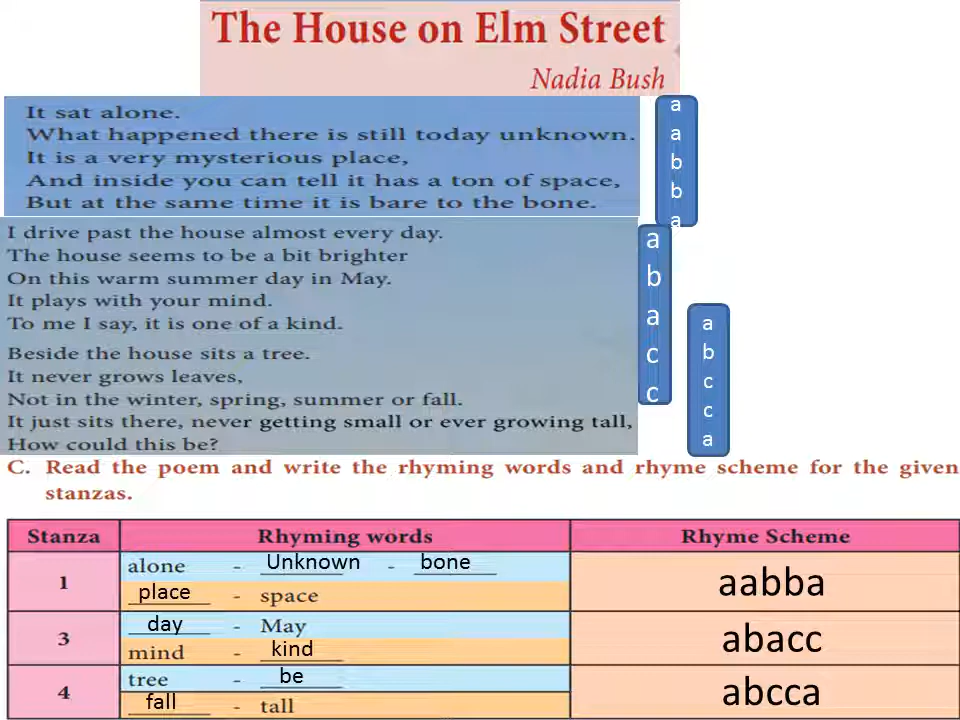 The House on Elm Street
Nadia Bush
It sat alone.
What happened there is still today unknown.
It is a very mysterious place,
And inside you can tell it has a ton of space,
But at the same time it is bare to the bone.
a
a
b
b
a
I drive past the house almost every day.
The house seems to be a bit brighter
On this warm summer day in May.
It plays with your mind.
To me I say, it is one of a kind.
a
b
a
c
c
Beside the house sits a tree.
It never grows leaves,
Not in the winter, spring, summer or fall.
It just sits there, never getting small or ever growing tall,
How could this be?
a
b
c
c
a
C. Read the poem and write the rhyming words and rhyme scheme for the given
stanzas.
Stanza Rhyming words Rhyme Scheme
1 alone - Unknown - bone aabba
place - space
3 day - May abacc
mind - kind
4 tree - be abcca
fall - tall